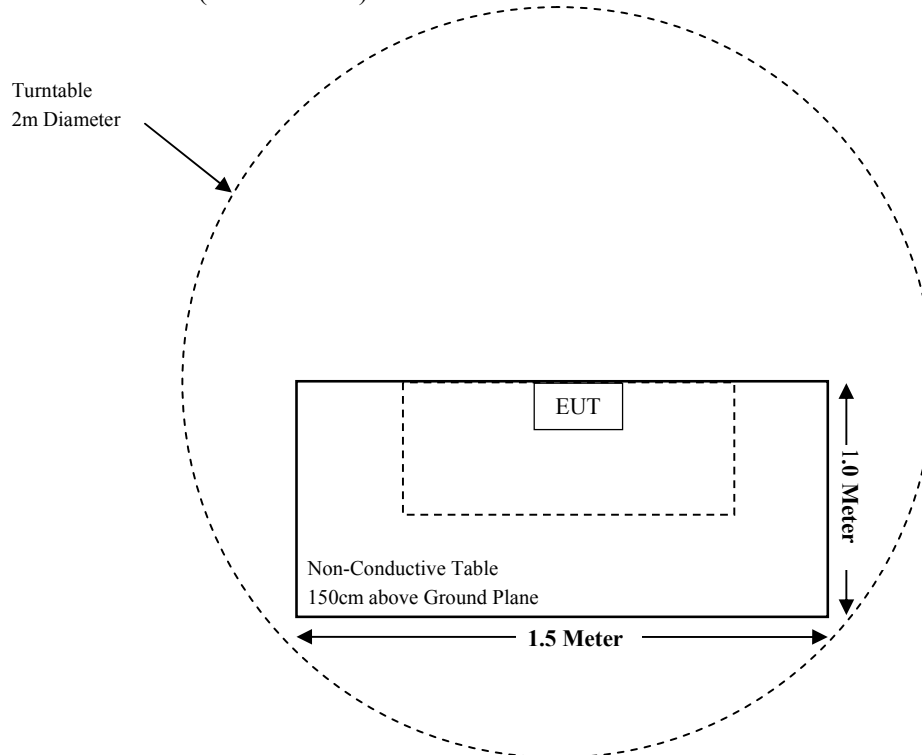 Turntable
2m Diameter
EUT
1.0 Meter
Non-Conductive Table
150cm above Ground Plane
1.5 Meter